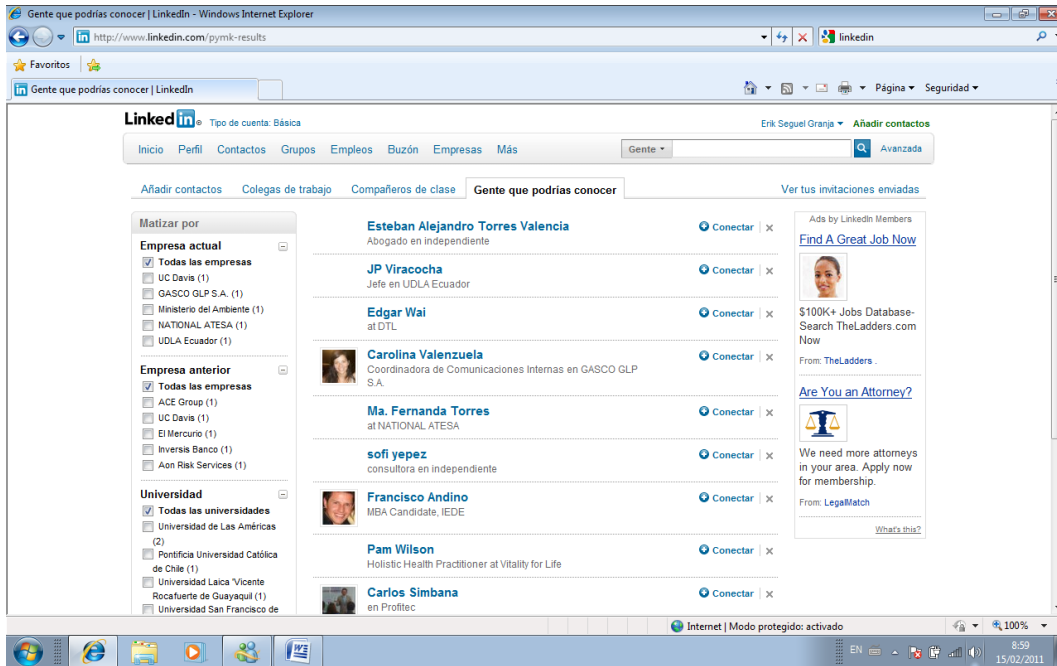 Gente que podrías conocer | LinkedIn - Windows Internet Explorer
http://www.linkedin.com/pymk-results
linkedin
Favoritos
Gente que podrías conocer | LinkedIn
Página
Seguridad
Linked in
Tipo de cuenta: Básica
Erik Seguel Granja
Añadir contactos
Inicio Perfil Contactos Grupos Empleos Buzón Empresas Más
Gente
Avanzada
Añadir contactos
Colegas de trabajo
Compañeros de clase
Gente que podrías conocer
Ver tus invitaciones enviadas
Matizar por
Empresa actual
Todas las empresas
UC Davis (1)
GASCO GLP S.A. (1)
Ministerio del Ambiente (1)
NATIONAL ATESA (1)
UDLA Ecuador (1)
Empresa anterior
Todas las empresas
ACE Group (1)
UC Davis (1)
El Mercurio (1)
Inversis Banco (1)
Aon Risk Services (1)
Universidad
Todas las universidades
Universidad de Las Américas
(2)
Pontificia Universidad Católica
de Chile (1)
Universidad Laica 'Vicente
Rocafuerte de Guayaquil (1)
Universidad San Francisco de
Esteban Alejandro Torres Valencia
Abogado en independiente
Conectar
JP Viracocha
Jefe en UDLA Ecuador
Conectar
Edgar Wai
at DTL
Conectar
Carolina Valenzuela
Coordinadora de Comunicaciones Internas en GASCO GLP
S.A.
Conectar
Ma. Fernanda Torres
at NATIONAL ATESA
Conectar
sofi yepez
consultora en independiente
Conectar
Francisco Andino
MBA Candidate, IEDE
Conectar
Pam Wilson
Holistic Health Practitioner at Vitality for Life
Conectar
Carlos Simbana
en Profitec
Conectar
Ads by LinkedIn Members
Find A Great Job Now
$100K+ Jobs Database-
Search TheLadders.com
Now
From: TheLadders .
Are You an Attorney?
We need more attorneys
in your area. Apply now
for membership.
From: LegalMatch
What's this?
Internet | Modo protegido: activado
100%
EN
8:59
15/02/2011